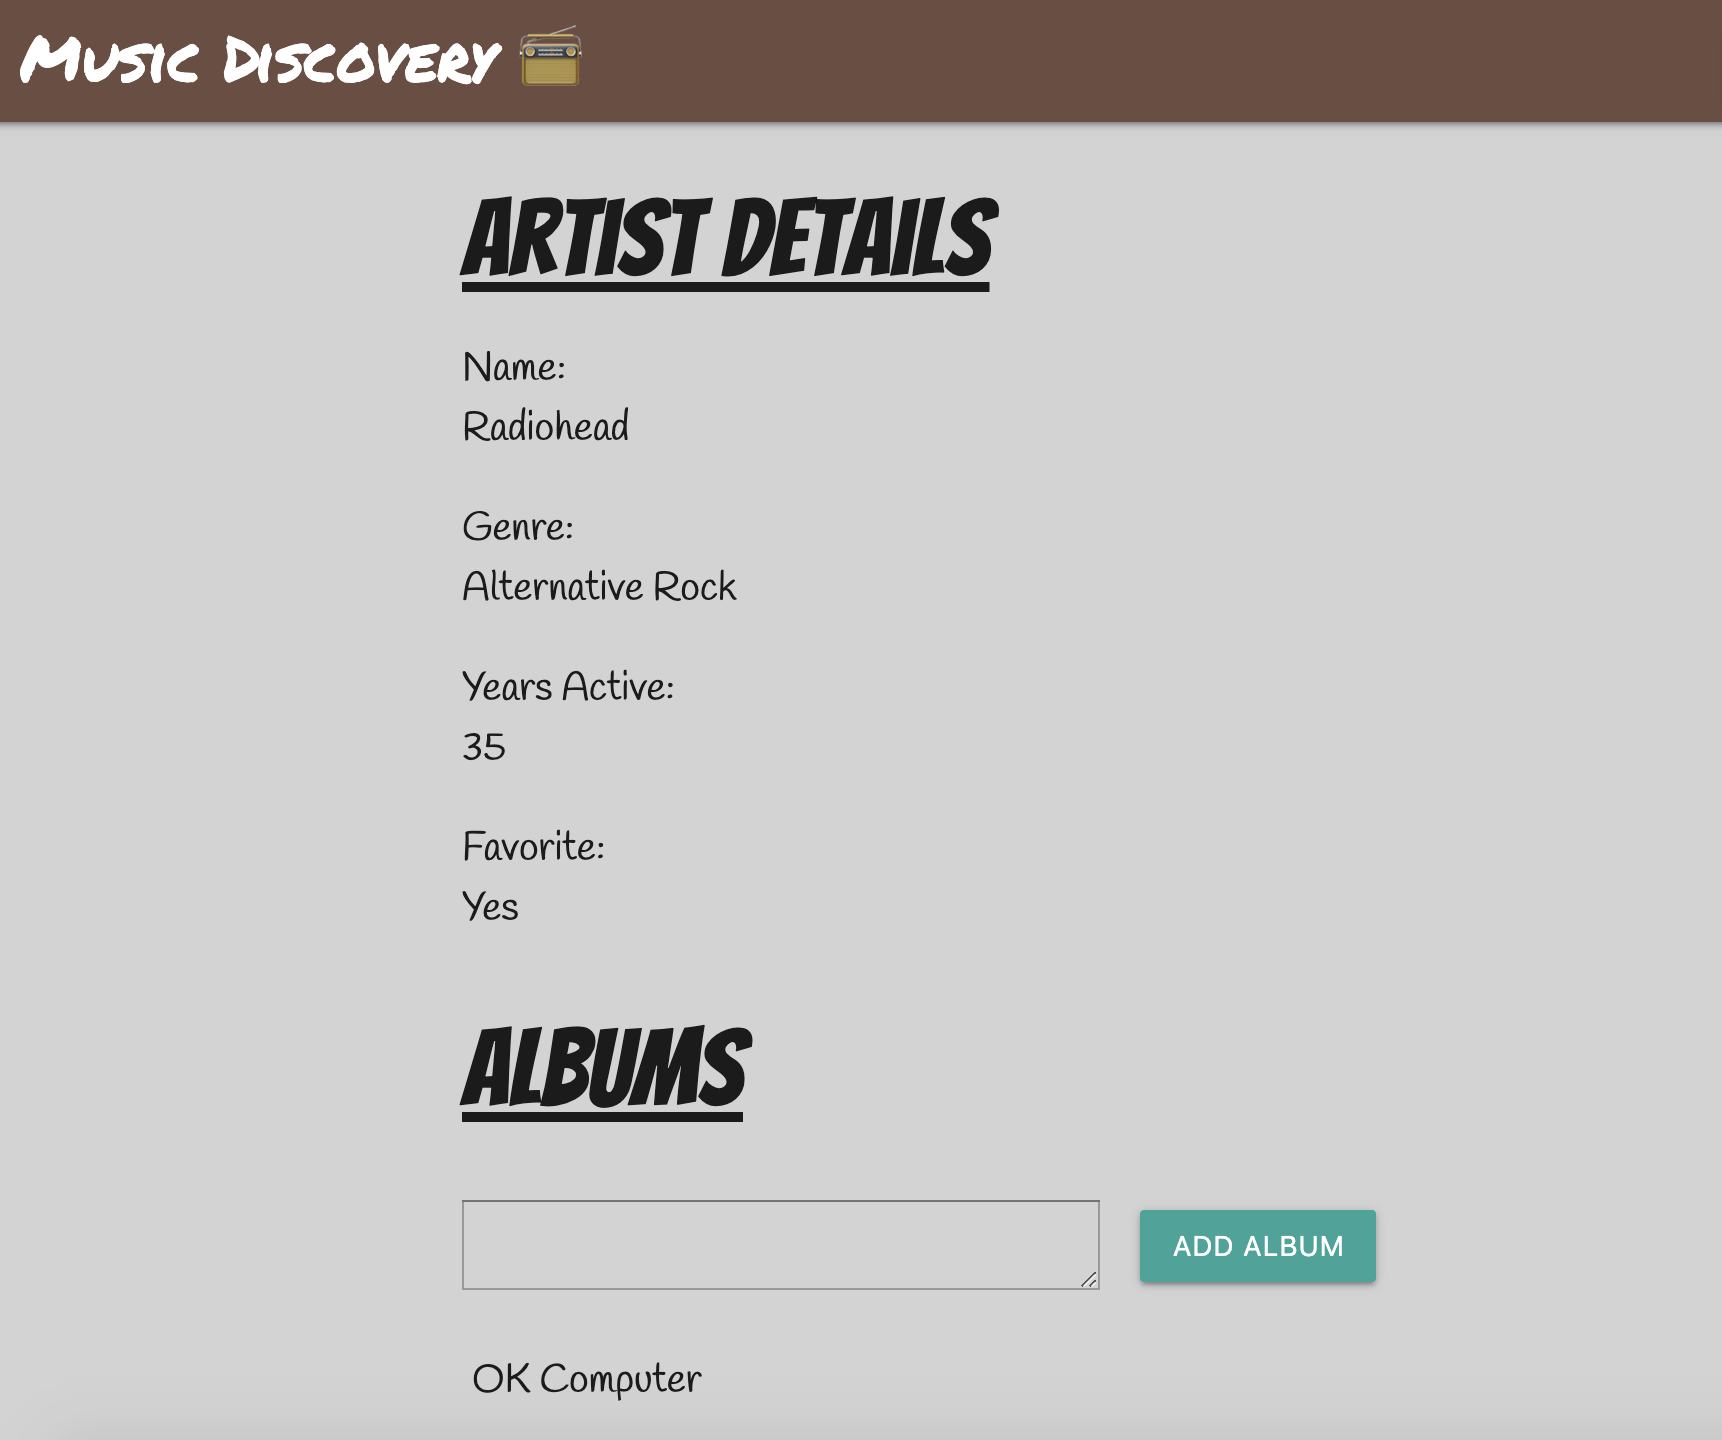 Music Discovery 📻
ARTIST DETAILS
Name:
Radiohead
Genre:
Alternative Rock
Years Active:
35
Favorite:
Yes
ALBUMS
ADD ALBUM
OK Computer